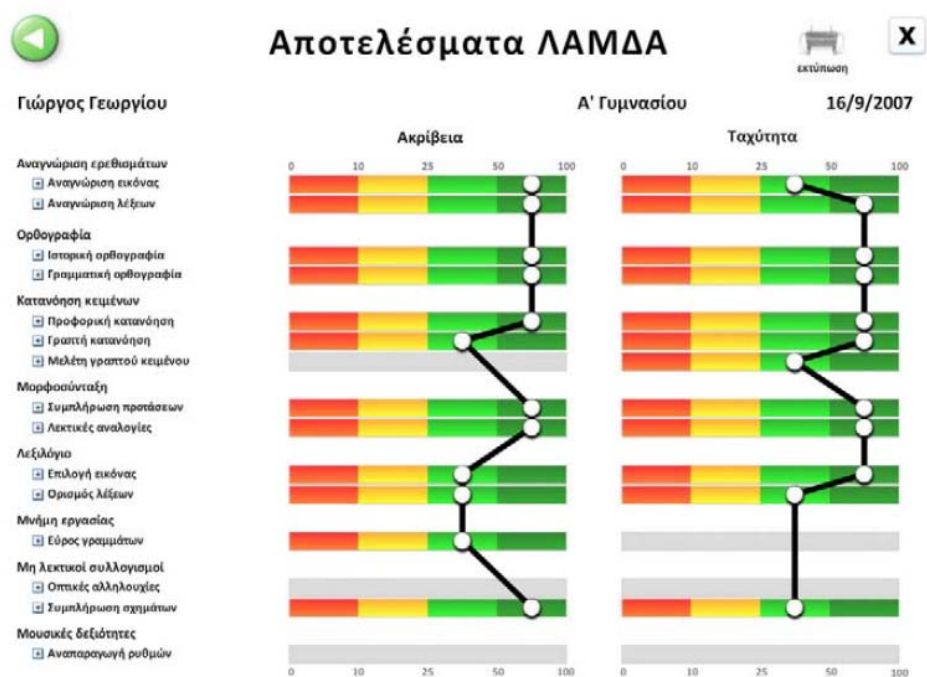 Αποτελέσματα ΛΑΜΔΑ
X
εκτύπωση
Γιώργος Γεωργίου Α' Γυμνασίου 16/9/2007
Ακρίβεια Ταχύτητα
0 10 25 50 100 0 10 25 50 100
Αναγνώριση ερεθισμάτων
Αναγνώριση εικόνας
Αναγνώριση λέξεων
Ορθογραφία
Ιστορική ορθογραφία
Γραμματική ορθογραφία
Κατανόηση κειμένων
Προφορική κατανόηση
Γραπτή κατανόηση
Μελέτη γραπτού κειμένου
Μορφοσύνταξη
Συμπλήρωση προτάσεων
Λεκτικές αναλογίες
Λεξιλόγιο
Επιλογή εικόνας
Ορισμός λέξεων
Μνήμη εργασίας
Εύρος γραμμάτων
Μη λεκτικοί συλλογισμοί
Οπτικές αλληλουχίες
Συμπλήρωση σχημάτων
Μουσικές δεξιότητες
Αναπαραγωγή ρυθμών
0 10 25 50 100 0 10 25 50 100